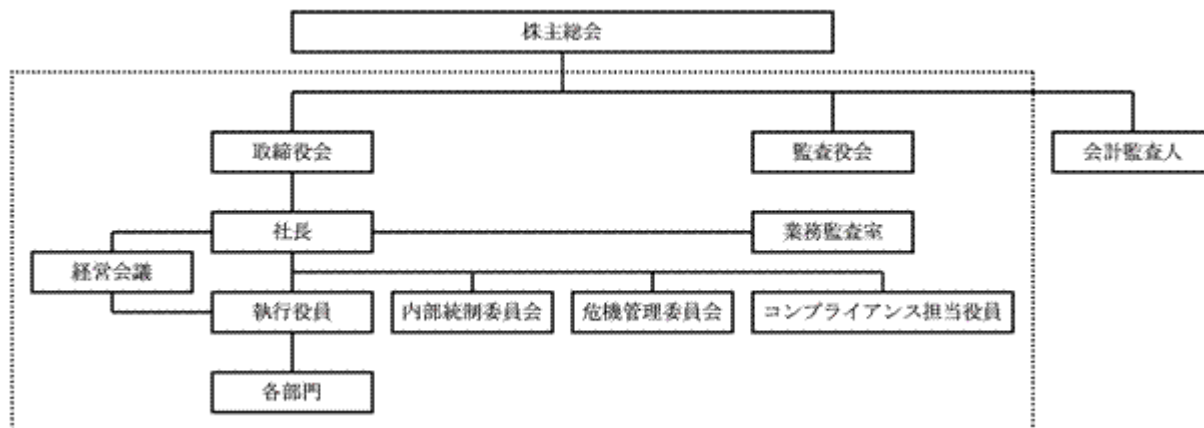 株主総会
取締役会
監査役会
会計監査人
社長
業務監査室
経営会議
執行役員
内部統制委員会
危機管理委員会
コンプライアンス担当役員
各部門